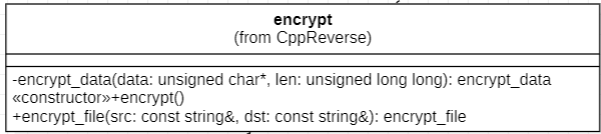 encrypt
(from CppReverse)
-encrypt_data(data: unsigned char*, len: unsigned long long): encrypt_data
«constructor»+encrypt()
+encrypt_file(src: const string&, dst: const string&): encrypt_file